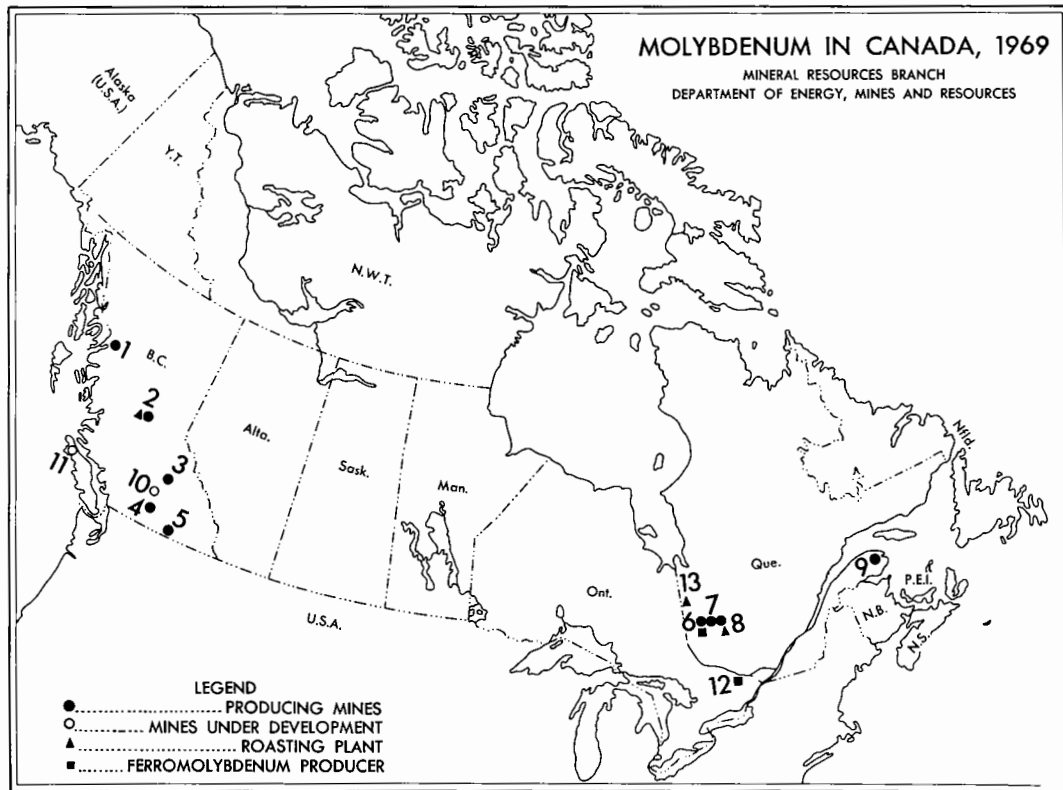 MOLYBDENUM IN CANADA, 1969
MINERAL RESOURCES BRANCH
DEPARTMENT OF ENERGY, MINES AND RESOURCES
Alaska
(U.S.A.)
Y.T.
N.W.T.
1
B.C.
2
Alta.
Sask.
Man.
Nfld.
11
3
10
4
5
Ont.
Que.
13
7
6
8
9
P.E.I.
N.B.
N.S.
U.S.A.
12
LEGEND
PRODUCING MINES
MINES UNDER DEVELOPMENT
ROASTING PLANT
FERROMOLYBDENUM PRODUCER